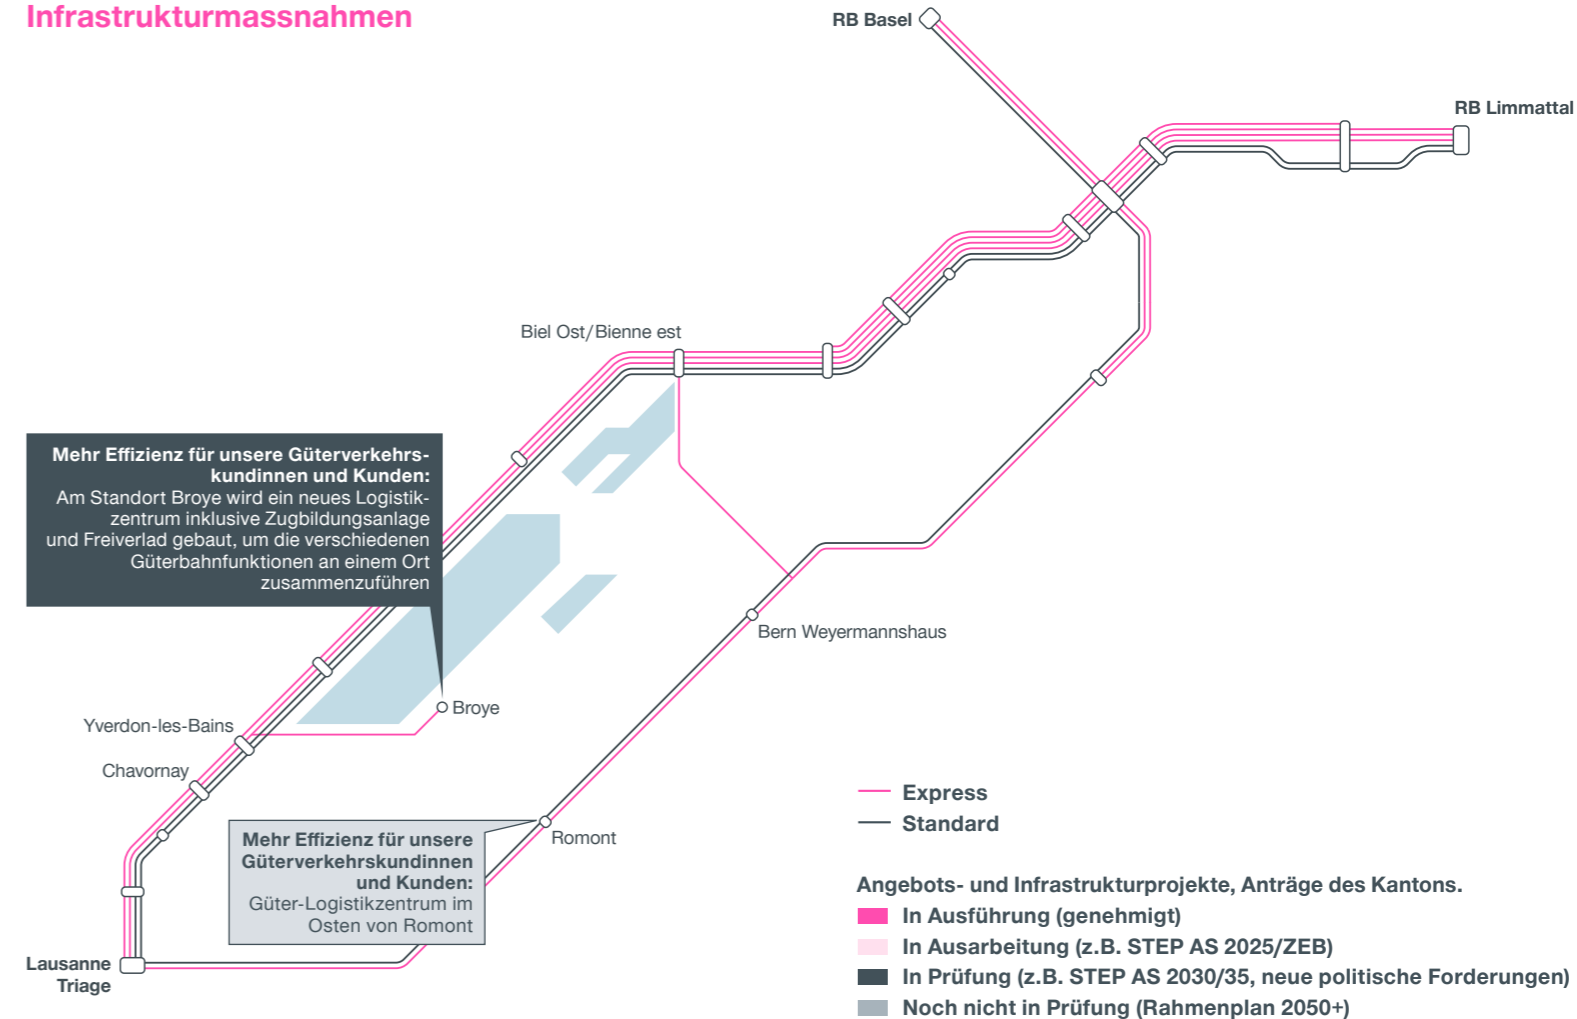 Infrastrukturmassnahmen
RB Basel
RB Limmattal
Biel Ost/Bienne est
Mehr Effizienz für unsere Güterverkehrs-
kundinnen und Kunden:
Am Standort Broye wird ein neues Logistik-
zentrum inklusive Zugbildungsanlage
und Freiverlad gebaut, um die verschiedenen
Güterbahnfunktionen an einem Ort
zusammenzuführen
Bern Weyermannshaus
Broye
Yverdon-les-Bains
Chavornay
Mehr Effizienz für unsere
Güterverkehrskundinnen
und Kunden:
Güter-Logistikzentrum im
Osten von Romont
Romont
Lausanne
Triage
Express
Standard
Angebots- und Infrastrukturprojekte, Anträge des Kantons.
In Ausführung (genehmigt)
In Ausarbeitung (z.B. STEP AS 2025/ZEB)
In Prüfung (z.B. STEP AS 2030/35, neue politische Forderungen)
Noch nicht in Prüfung (Rahmenplan 2050+)